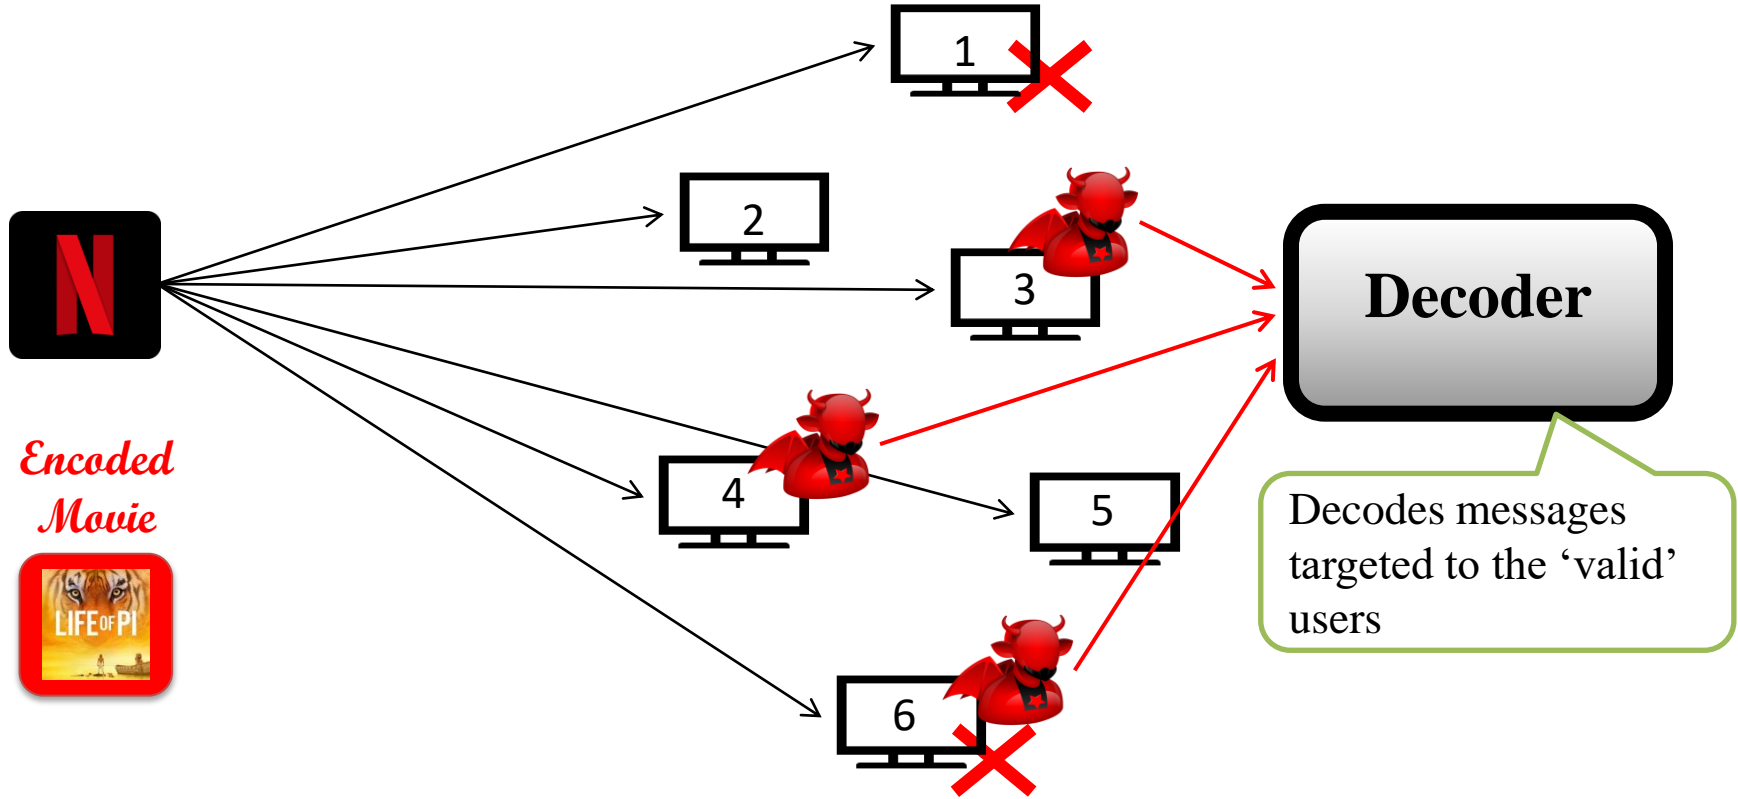 1
2
3
N
Decoder
Encoded
Movie
4
5
Decodes messages
targeted to the ‘valid’
users
LIFE OF PI
6